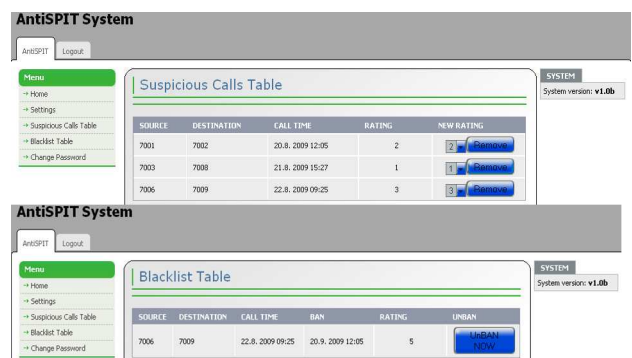 AntiSPIT System
AntiSPIT Logout
Menu
Home
Settings
Suspicious Calls Table
Blacklist Table
Change Password
Suspicious Calls Table
SOURCE DESTINATION CALL TIME RATING NEW RATING
7001 7002 20.8. 2009 12:05 2 2 Remove
7003 7008 21.8. 2009 15:27 1 1 Remove
7006 7009 22.8. 2009 09:25 3 3 Remove
SYSTEM
System version: v1.0b
AntiSPIT System
AntiSPIT Logout
Menu
Home
Settings
Suspicious Calls Table
Blacklist Table
Change Password
Blacklist Table
SOURCE DESTINATION CALL TIME BAN RATING UNBAN
7006 7009 22.8. 2009 09:25 20.9. 2009 12:05 5 UnBAN
NOW
SYSTEM
System version: v1.0b